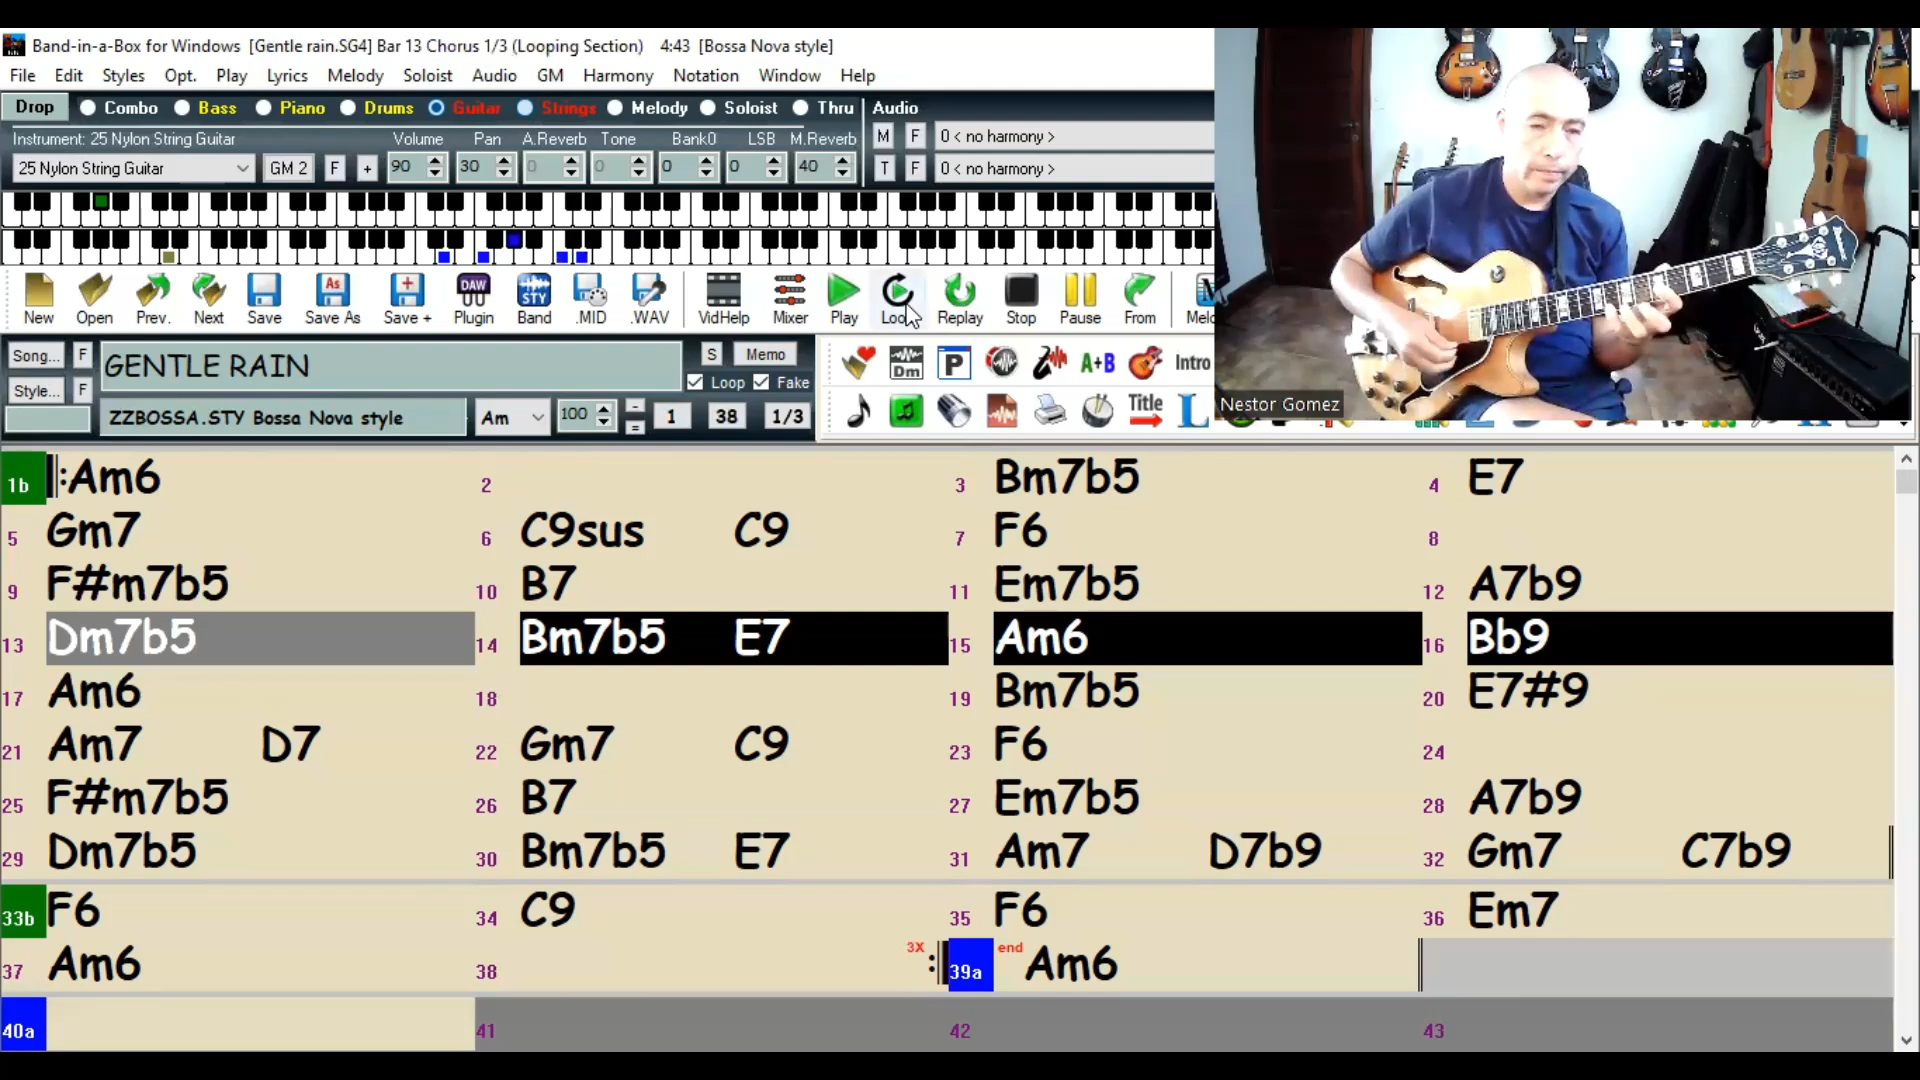 Band-in-a-Box for Windows [Gentle rain.SG4] Bar 13 Chorus 1/3 (Looping Section) 4:43 [Bossa Nova style]
File Edit Styles Opt. Play Lyrics Melody Soloist Audio GM Harmony Notation Window Help
Drop Combo Bass Piano Drums Guitar Strings Melody Soloist Thru Audio
Instrument: 25 Nylon String Guitar Volume Pan A.Reverb Tone Bank0 LSB M.Reverb M F 0 < no harmony >
25 Nylon String Guitar GM 2 F + 90 30 0 0 0 0 40 T F 0 < no harmony >
New Open Prev. Next Save Save As Save + Plugin Band .MID .WAV VidHelp Mixer Play Replay Stop Pause From
DAW STY As
Song... F GENTLE RAIN S Memo
Loop Fake
Dm P A+B Intro
Style... F
ZZBOSSA.STY Bossa Nova style Am 100 - = 1 38 1/3
Title L
Nestor Gomez
1b Am6 2 3 Bm7b5 4 E7
5 Gm7 6 C9sus C9 7 F6 8
9 F#m7b5 10 B7 11 Em7b5 12 A7b9
13 Dm7b5 14 Bm7b5 E7 15 Am6 16 Bb9
17 Am6 18 19 Bm7b5 20 E7#9
21 Am7 D7 22 Gm7 C9 23 F6 24
25 F#m7b5 26 B7 27 Em7b5 28 A7b9
29 Dm7b5 30 Bm7b5 E7 31 Am7 D7b9 32 Gm7 C7b9
33b F6 34 C9 35 F6 36 Em7
37 Am6 38 3X 39a end Am6
40a 41 42 43